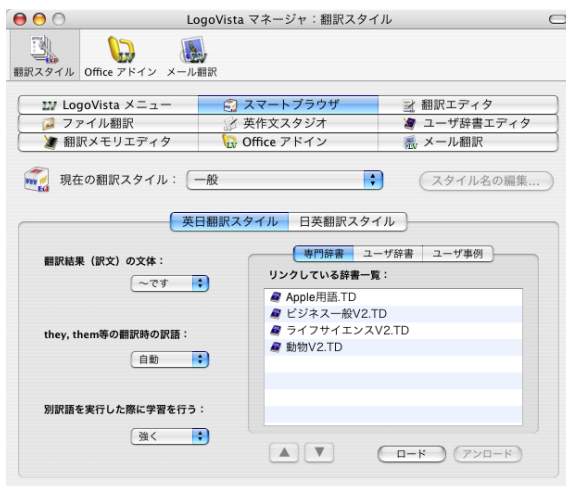 LogoVista マネージャ：翻訳スタイル
翻訳スタイル Office アドイン メール翻訳
LogoVista メニュー スマートブラウザ 翻訳エディタ
ファイル翻訳 英作文スタジオ ユーザ辞書エディタ
翻訳メモリエディタ Office アドイン メール翻訳
現在の翻訳スタイル： 一般 スタイル名の編集...
英日翻訳スタイル 日英翻訳スタイル
専門辞書 ユーザ辞書 ユーザ事例
翻訳結果（訳文）の文体：
～です
リンクしている辞書一覧：
Apple用語.TD
ビジネス一般V2.TD
ライフサイエンスV2.TD
動物V2.TD
they, them等の翻訳時の訳語：
自動
別訳語を実行した際に学習を行う：
強く
ロード アンロード